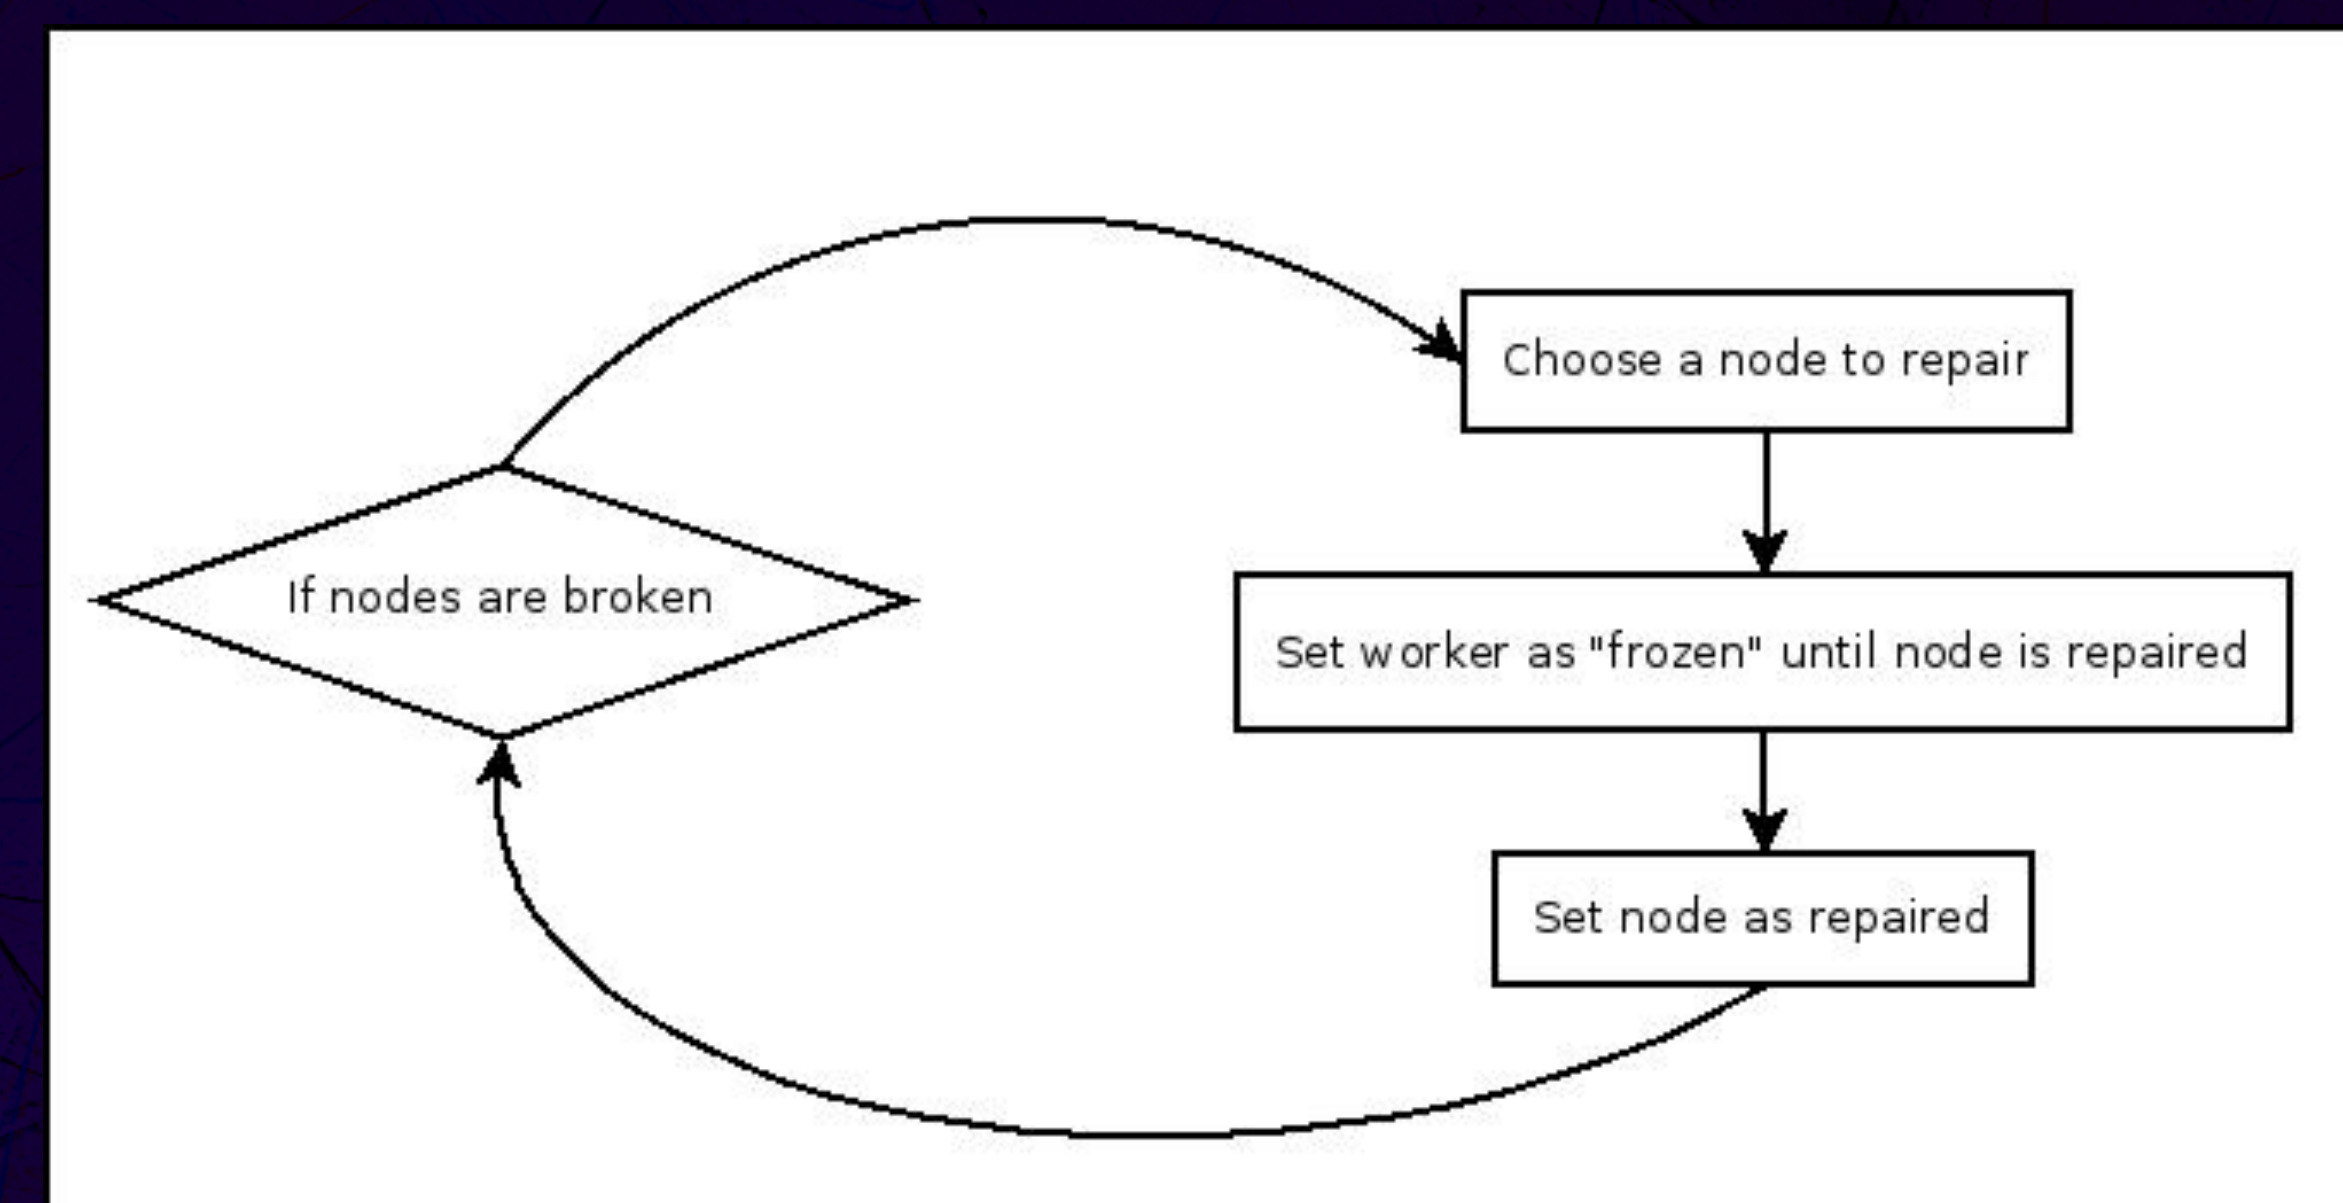 If nodes are broken
Choose a node to repair
Set worker as "frozen" until node is repaired
Set node as repaired